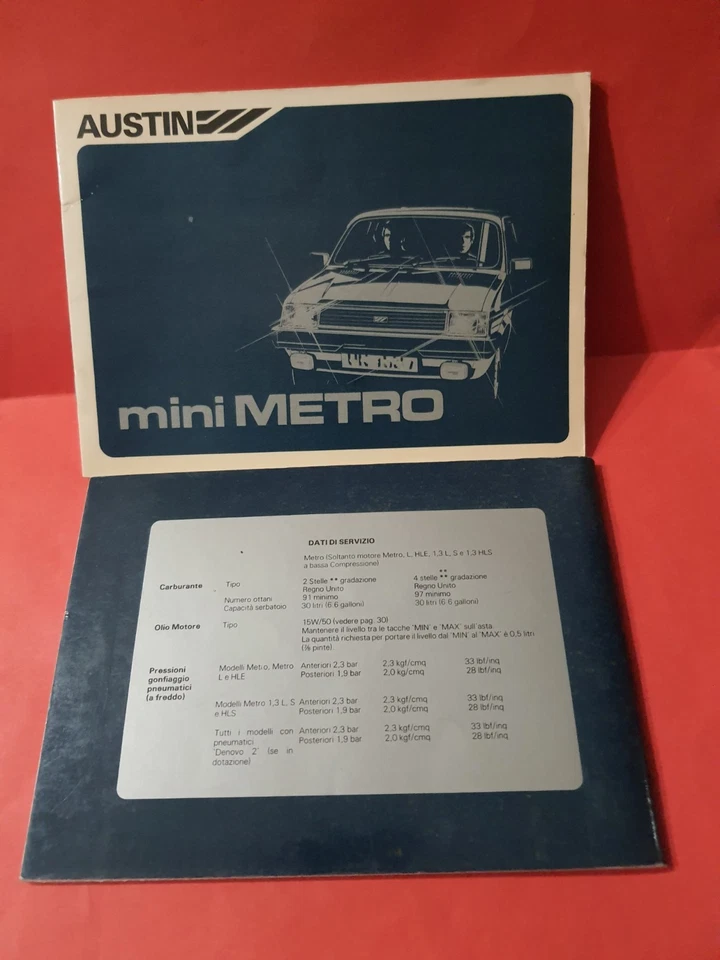 AUSTIN
mini METRO
DATI DI SERVIZIO
Metro (Soltanto motore Metro, L, HLE, 1,3 L, S e 1,3 HLS
a bassa Compressione)
**
Carburante Tipo 2 Stelle ** gradazione 4 stelle ** gradazione
Regno Unito Regno Unito
Numero ottani 91 minimo 97 minimo
Capacità serbatoio 30 litri (6.6 galloni) 30 litri (6.6 galloni)
Olio Motore Tipo 15W/50 (vedere pag. 30)
Mantenere il livello tra le tacche 'MIN' e 'MAX' sull'asta.
La quantità richiesta per portare il livello dal 'MIN' al 'MAX' è 0,5 litri
pinte).
Pressioni Modelli Metro, Metro Anteriori 2,3 bar 2,3 kgf/cmq 33 lbf/inq
gonfiaggio L e HLE Posteriori 1,9 bar 2,0 kg/cmq 28 lbf/inq
pneumatici
(a freddo)
Modelli Metro 1,3 L, S Anteriori 2,3 bar 2,3 kgf/cmq 33 lbf/inq
e HLS Posteriori 1,9 bar 2,0 kgf/cmq 28 lbf/inq
Tutti i modelli con Anteriori 2,3 bar 2,3 kgf/cmq 33 lbf/inq
pneumatici Posteriori 1,9 bar 2,0 kgf/cmq 28 lbf/inq
'Denovo 2' (se in
dotazione)